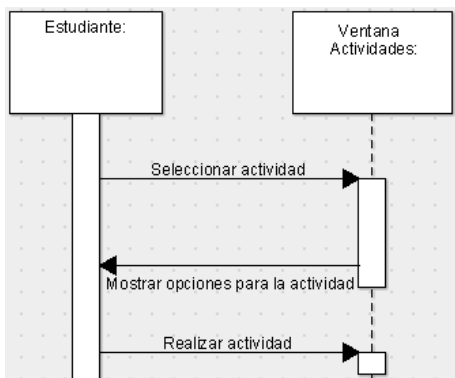 Estudiante:
Ventana
Actividades:
Seleccionar actividad
Mostrar opciones para la actividad
Realizar actividad